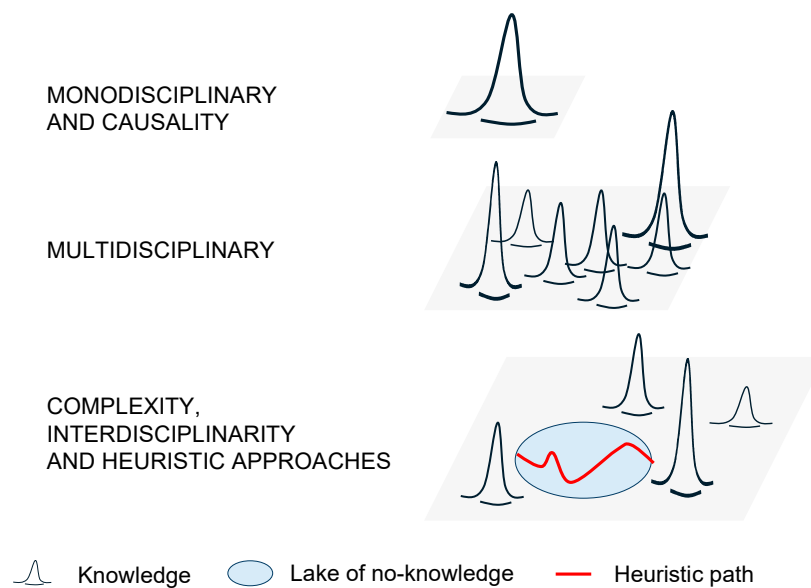 MONODISCIPLINARY
AND CAUSALITY
MULTIDISCIPLINARY
COMPLEXITY,
INTERDISCIPLINARITY
AND HEURISTIC APPROACHES
Knowledge
Lake of no-knowledge
Heuristic path